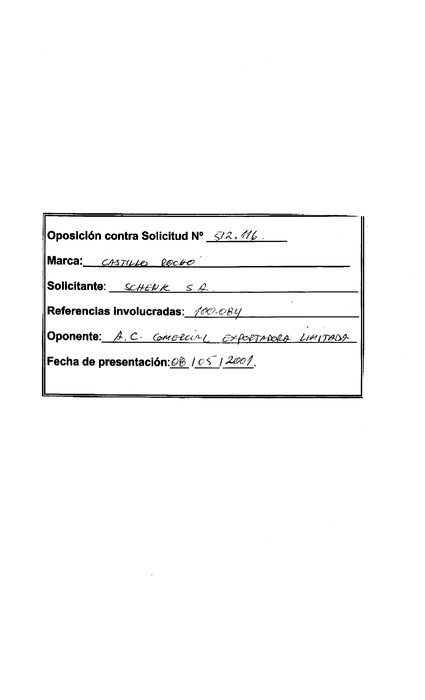 Oposición contra Solicitud Nº 512.116.
Marca: CASTILLO ROCHO
Solicitante: SCHENK S.A.
Referencias Involucradas: 100.084
Oponente: A.C. COMERCIAL EXPORTADORA LIMITADA
Fecha de presentación: 08 / 05 / 2001.